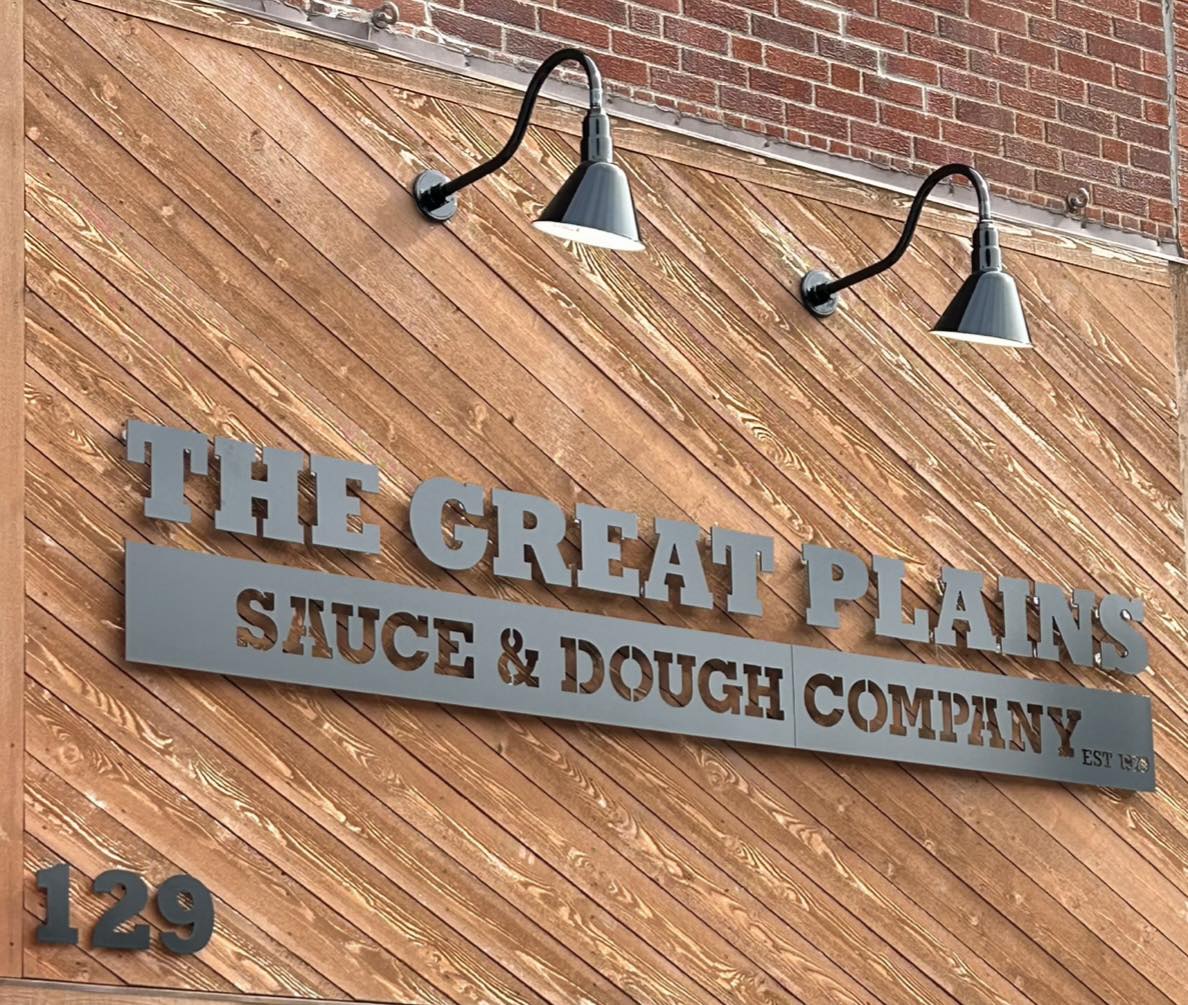 THE GREAT PLAINS
SAUCE & DOUGH COMPANY
EST
129